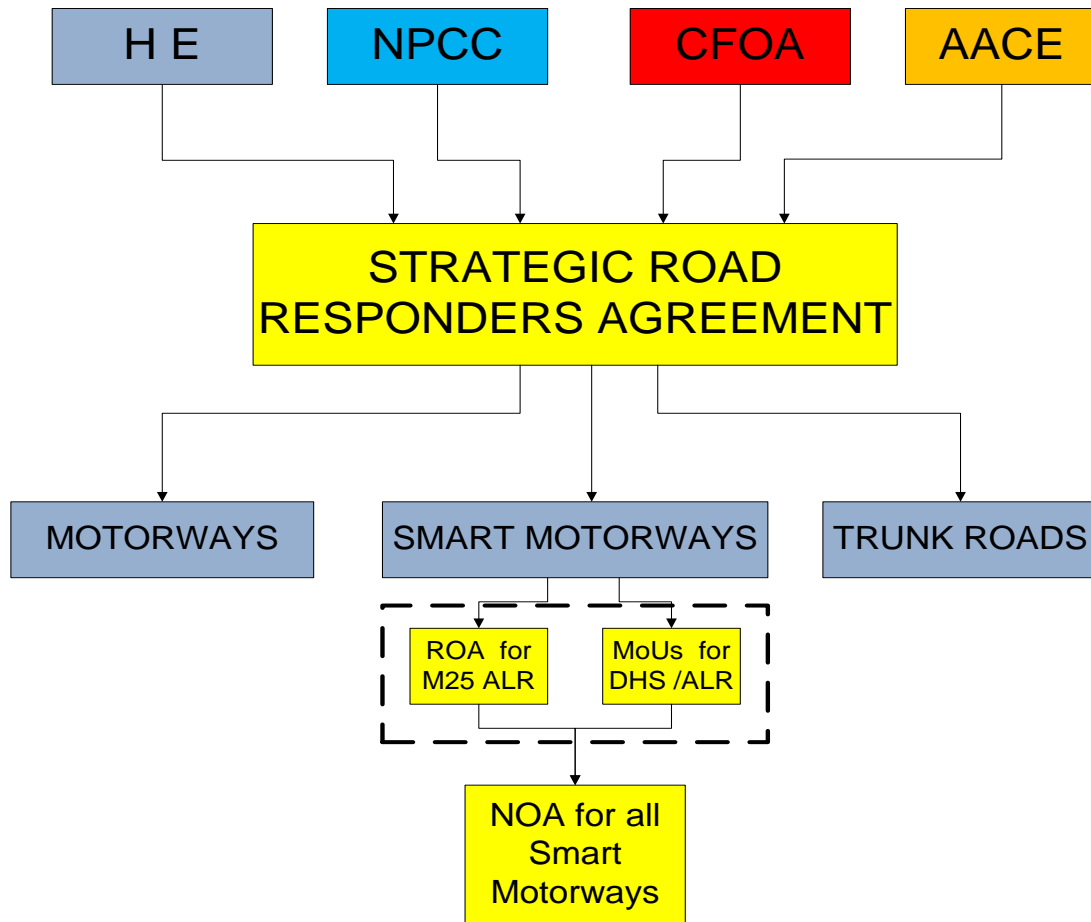 H E
NPCC
CFOA
AACE
STRATEGIC ROAD
RESPONDERS AGREEMENT
MOTORWAYS
SMART MOTORWAYS
TRUNK ROADS
ROA for
M25 ALR
MoUs for
DHS /ALR
NOA for all
Smart
Motorways